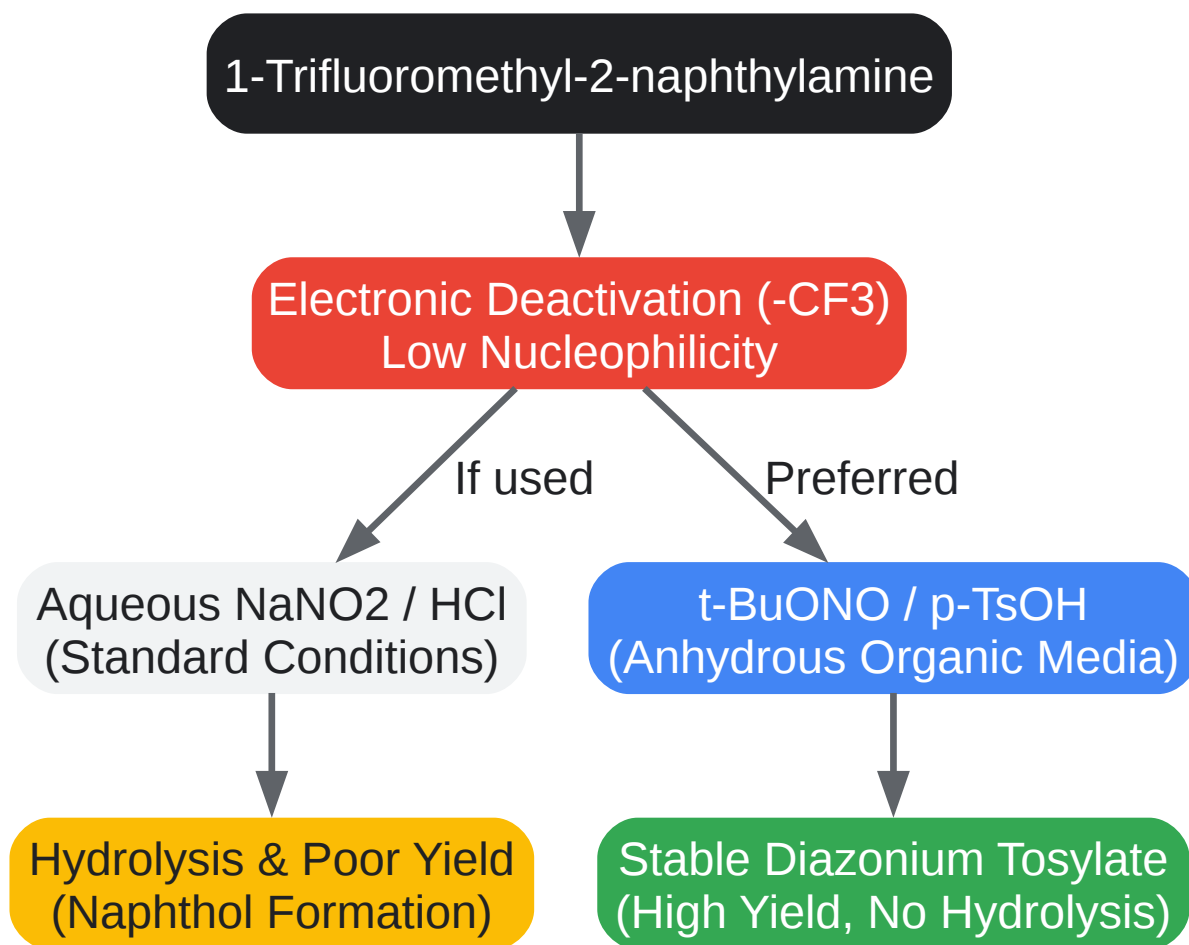 1-Trifluoromethyl-2-naphthylamine
Electronic Deactivation (-CF3)
Low Nucleophilicity
If used
Preferred
Aqueous NaNO2 / HCl
(Standard Conditions)
t-BuONO / p-TsOH
(Anhydrous Organic Media)
Hydrolysis & Poor Yield
(Naphthol Formation)
Stable Diazonium Tosylate
(High Yield, No Hydrolysis)